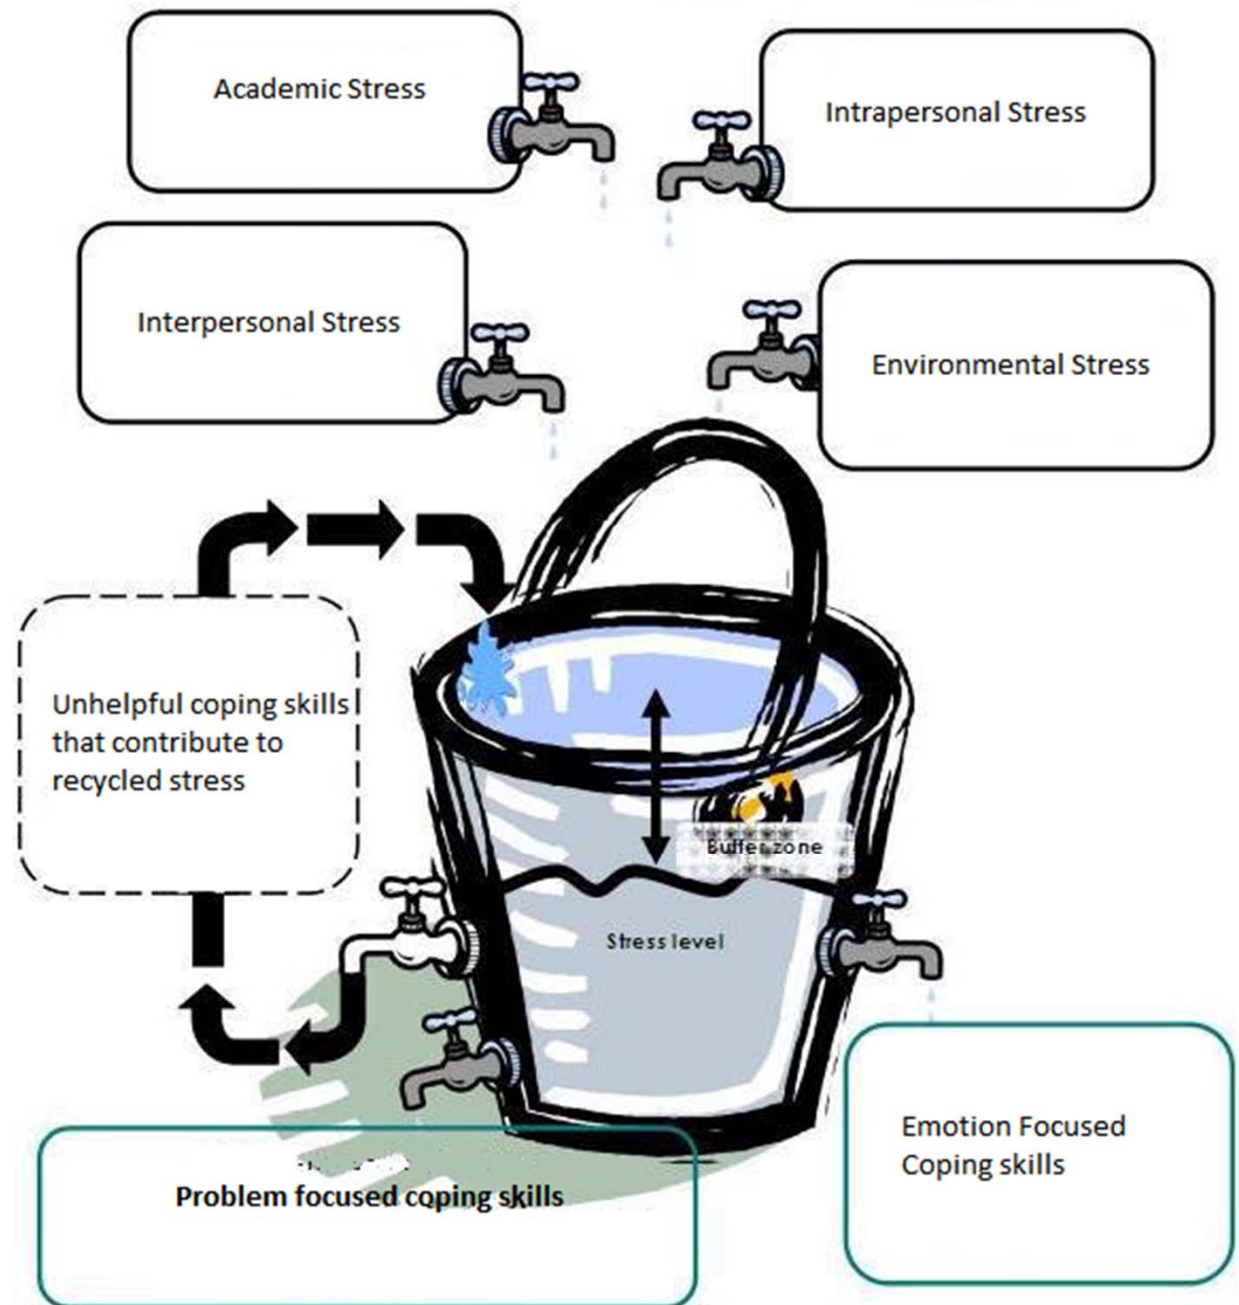 Academic Stress
Intrapersonal Stress
Interpersonal Stress
Environmental Stress
Unhelpful coping skills
that contribute to
recycled stress
Buffer zone
Stress level
Emotion Focused
Coping skills
Problem focused coping skills